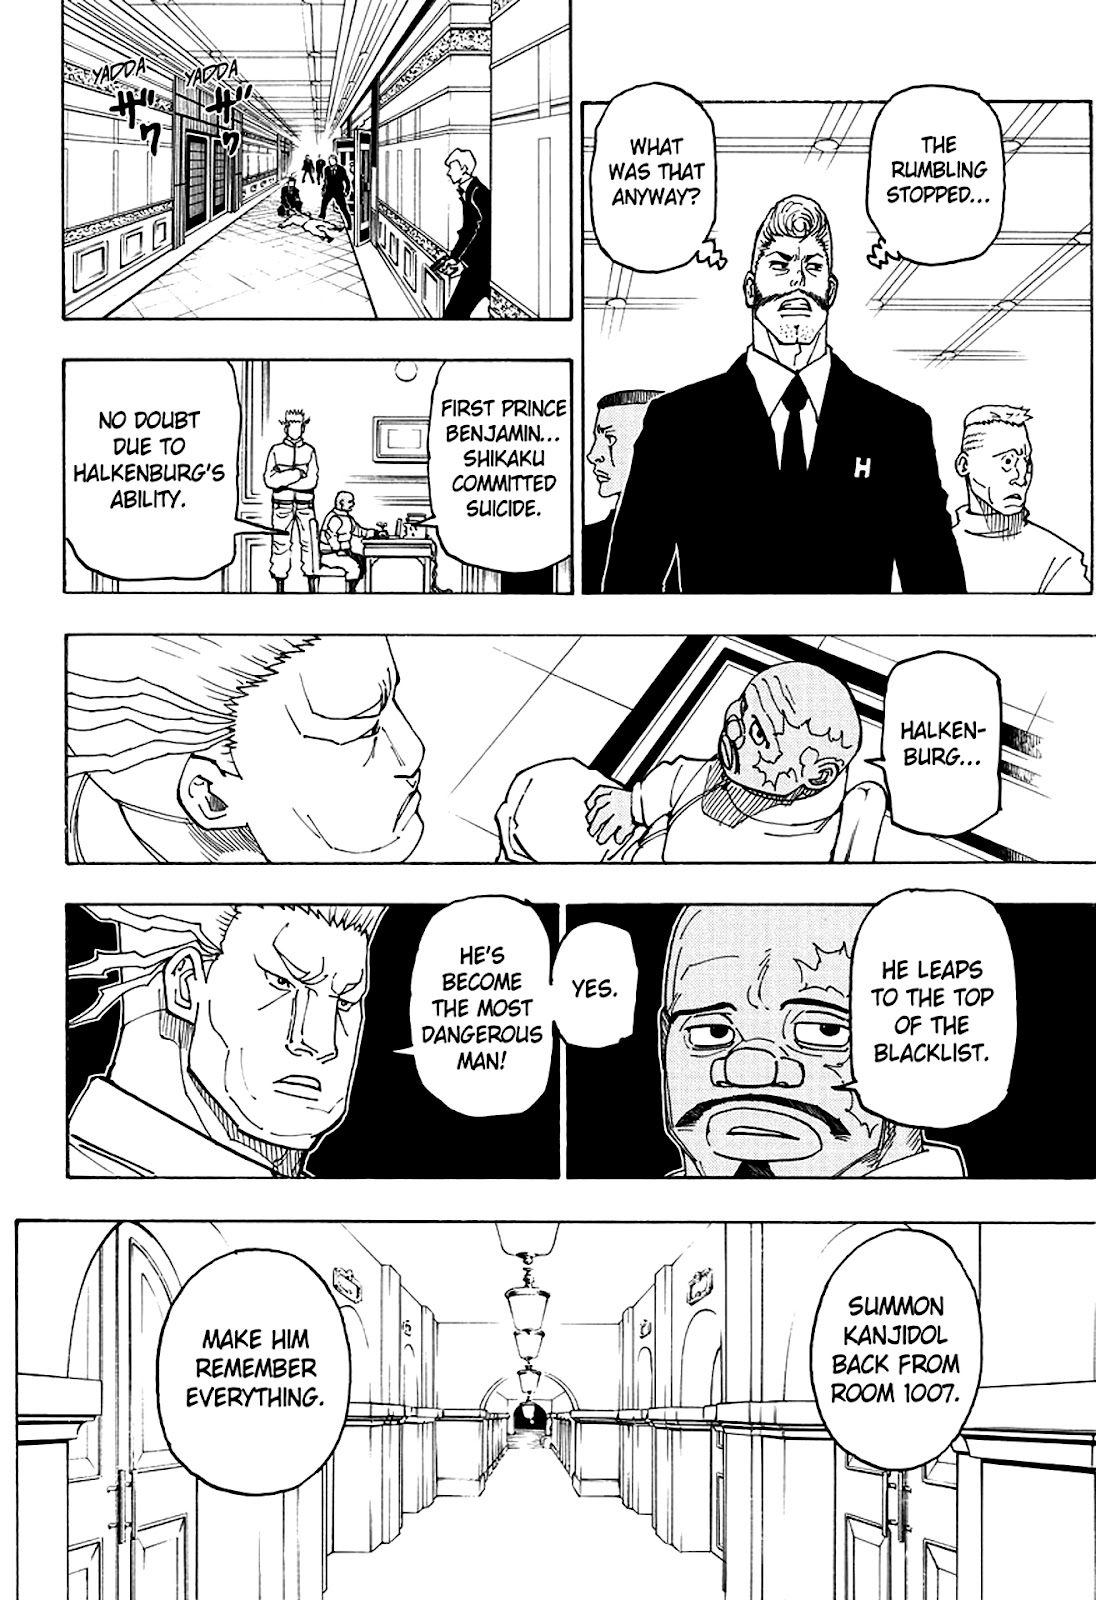 THE
RUMBLING
STOPPED...
WHAT
WAS THAT
ANYWAY?
H
YADDA
ザワ
YADDA
ザワ
FIRST PRINCE
BENJAMIN...
SHIKAKU
COMMITTED
SUICIDE.
NO DOUBT
DUE TO
HALKENBURG'S
ABILITY.
HALKEN-
BURG...
HE LEAPS
TO THE TOP
OF THE
BLACKLIST.
YES.
HE'S
BECOME
THE MOST
DANGEROUS
MAN!
SUMMON
KANJIDOL
BACK FROM
ROOM 1007.
MAKE HIM
REMEMBER
EVERYTHING.